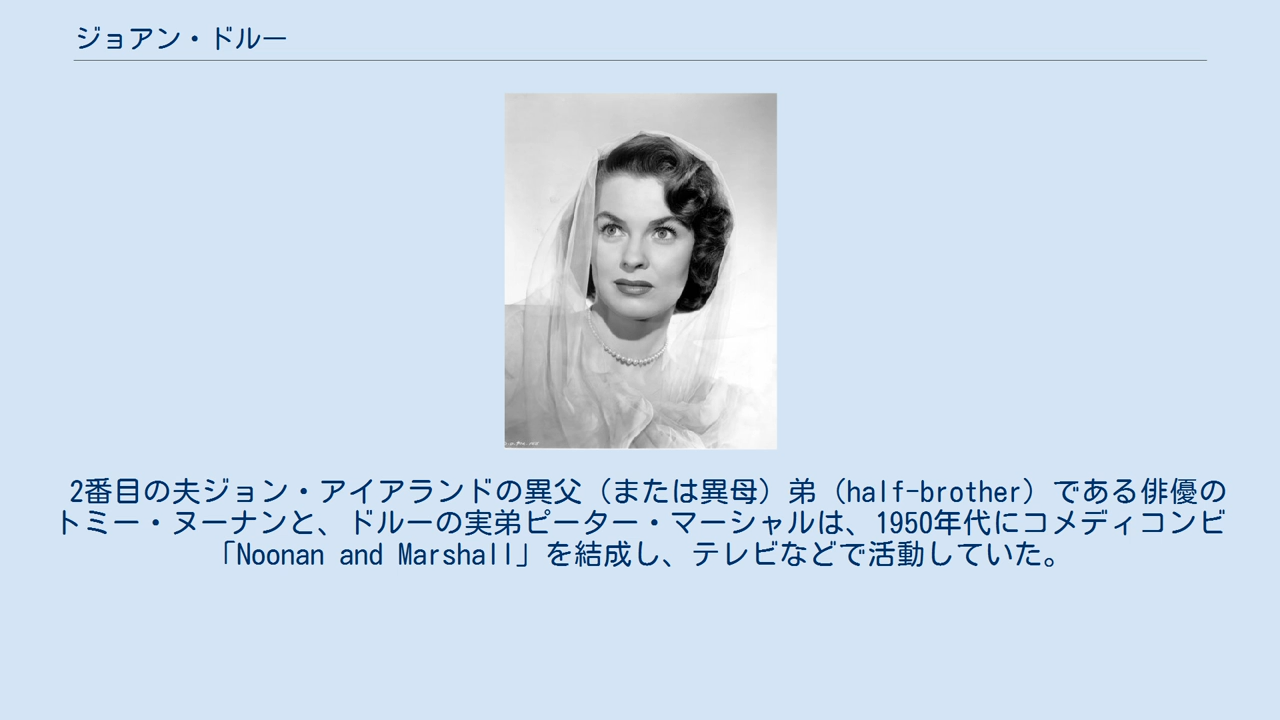 ジョアン・ドルー
2番目の夫ジョン・アイアランドの異父（または異母）弟（half-brother）である俳優の
トミー・ヌーナンと、ドルーの実弟ピーター・マーシャルは、1950年代にコメディコンビ
「Noonan and Marshall」を結成し、テレビなどで活動していた。